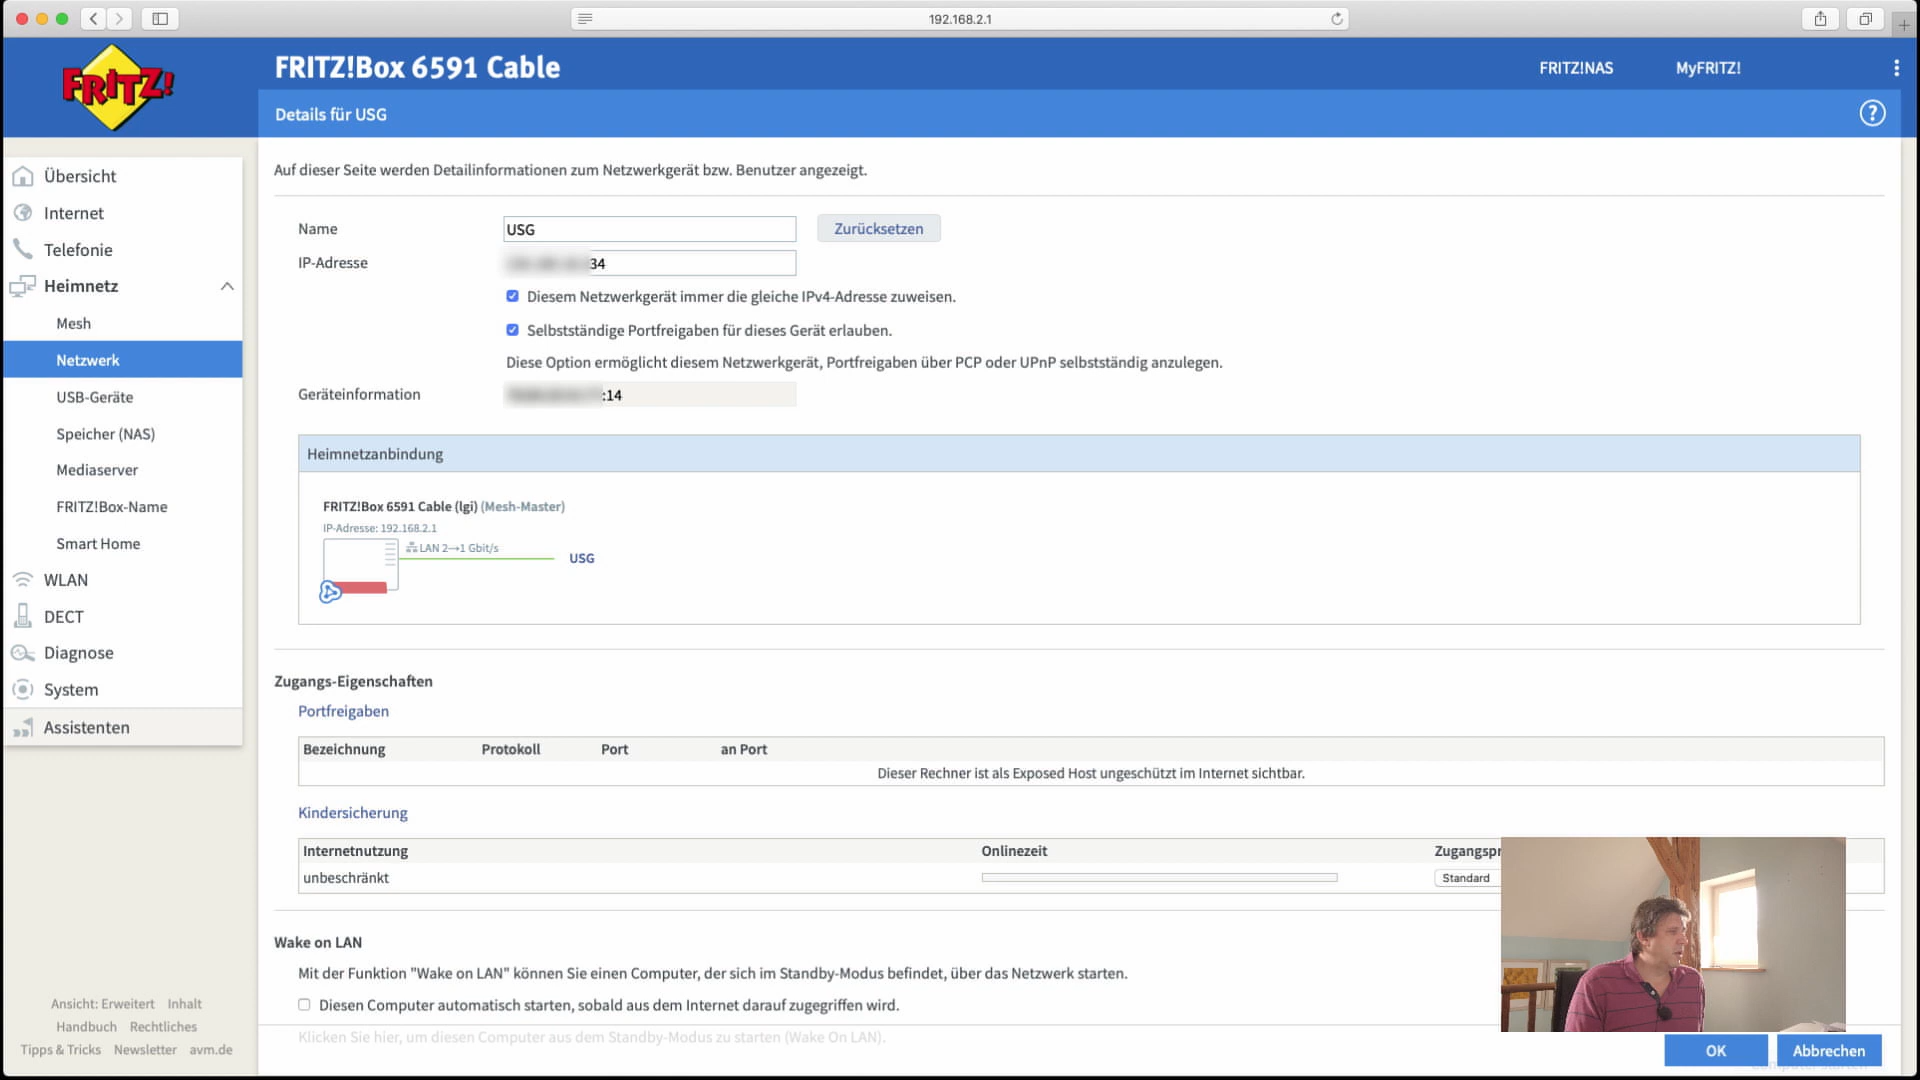 192.168.2.1
FRITZ!
FRITZ!Box 6591 Cable
FRITZ!NAS
MyFRITZ!
Details für USG
?
Übersicht
Internet
Telefonie
Heimnetz
Mesh
Netzwerk
USB-Geräte
Speicher (NAS)
Mediaserver
FRITZ!Box-Name
Smart Home
WLAN
DECT
Diagnose
System
Assistenten
Ansicht: Erweitert Inhalt
Handbuch Rechtliches
Tipps & Tricks Newsletter avm.de
Auf dieser Seite werden Detailinformationen zum Netzwerkgerät bzw. Benutzer angezeigt.
Name USG Zurücksetzen
IP-Adresse 34
Diesem Netzwerkgerät immer die gleiche IPv4-Adresse zuweisen.
Selbstständige Portfreigaben für dieses Gerät erlauben.
Diese Option ermöglicht diesem Netzwerkgerät, Portfreigaben über PCP oder UPnP selbstständig anzulegen.
Geräteinformation :14
Heimnetzanbindung
FRITZ!Box 6591 Cable (lgi) (Mesh-Master)
IP-Adresse: 192.168.2.1
LAN 2→1 Gbit/s
USG
Zugangs-Eigenschaften
Portfreigaben
Bezeichnung Protokoll Port an Port
Dieser Rechner ist als Exposed Host ungeschützt im Internet sichtbar.
Kindersicherung
Internetnutzung Onlinezeit Zugangspr
unbeschränkt Standard
Wake on LAN
Mit der Funktion "Wake on LAN" können Sie einen Computer, der sich im Standby-Modus befindet, über das Netzwerk starten.
Diesen Computer automatisch starten, sobald aus dem Internet darauf zugegriffen wird.
Klicken Sie hier, um diesen Computer aus dem Standby-Modus zu starten (Wake On LAN).
OK Abbrechen